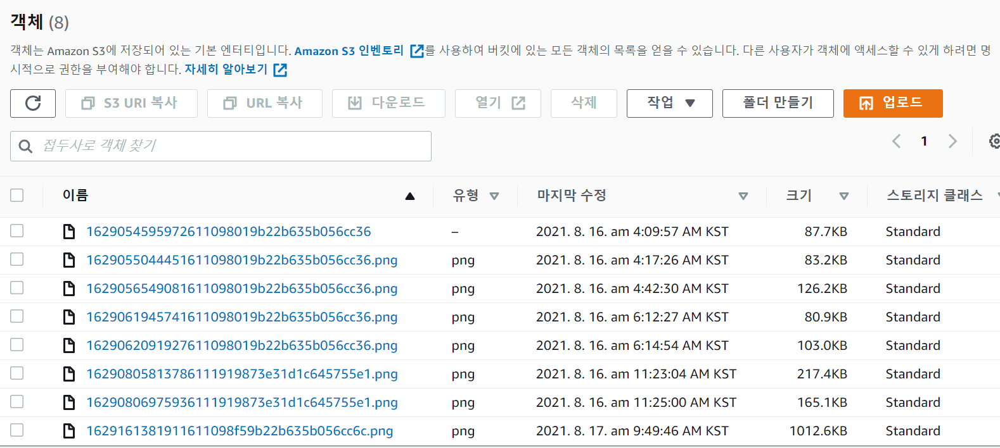 객체 (8)
객체는 Amazon S3에 저장되어 있는 기본 엔터티입니다. Amazon S3 인벤토리 를 사용하여 버킷에 있는 모든 객체의 목록을 얻을 수 있습니다. 다른 사용자가 객체에 액세스할 수 있게 하려면 명
시적으로 권한을 부여해야 합니다. 자세히 알아보기
S3 URI 복사 URL 복사 다운로드 열기 삭제 작업 폴더 만들기 업로드
접두사로 객체 찾기 1
이름 유형 마지막 수정 크기 스토리지 클래스
1629054595972611098019b22b635b056cc36 – 2021. 8. 16. am 4:09:57 AM KST 87.7KB Standard
1629055044451611098019b22b635b056cc36.png png 2021. 8. 16. am 4:17:26 AM KST 83.2KB Standard
1629056549081611098019b22b635b056cc36.png png 2021. 8. 16. am 4:42:30 AM KST 126.2KB Standard
1629061945741611098019b22b635b056cc36.png png 2021. 8. 16. am 6:12:27 AM KST 80.9KB Standard
1629062091927611098019b22b635b056cc36.png png 2021. 8. 16. am 6:14:54 AM KST 103.0KB Standard
16290805813786111919873e31d1c645755e1.png png 2021. 8. 16. am 11:23:04 AM KST 217.4KB Standard
16290806975936111919873e31d1c645755e1.png png 2021. 8. 16. am 11:25:00 AM KST 165.1KB Standard
1629161381911611098f59b22b635b056cc6c.png png 2021. 8. 17. am 9:49:46 AM KST 1012.6KB Standard